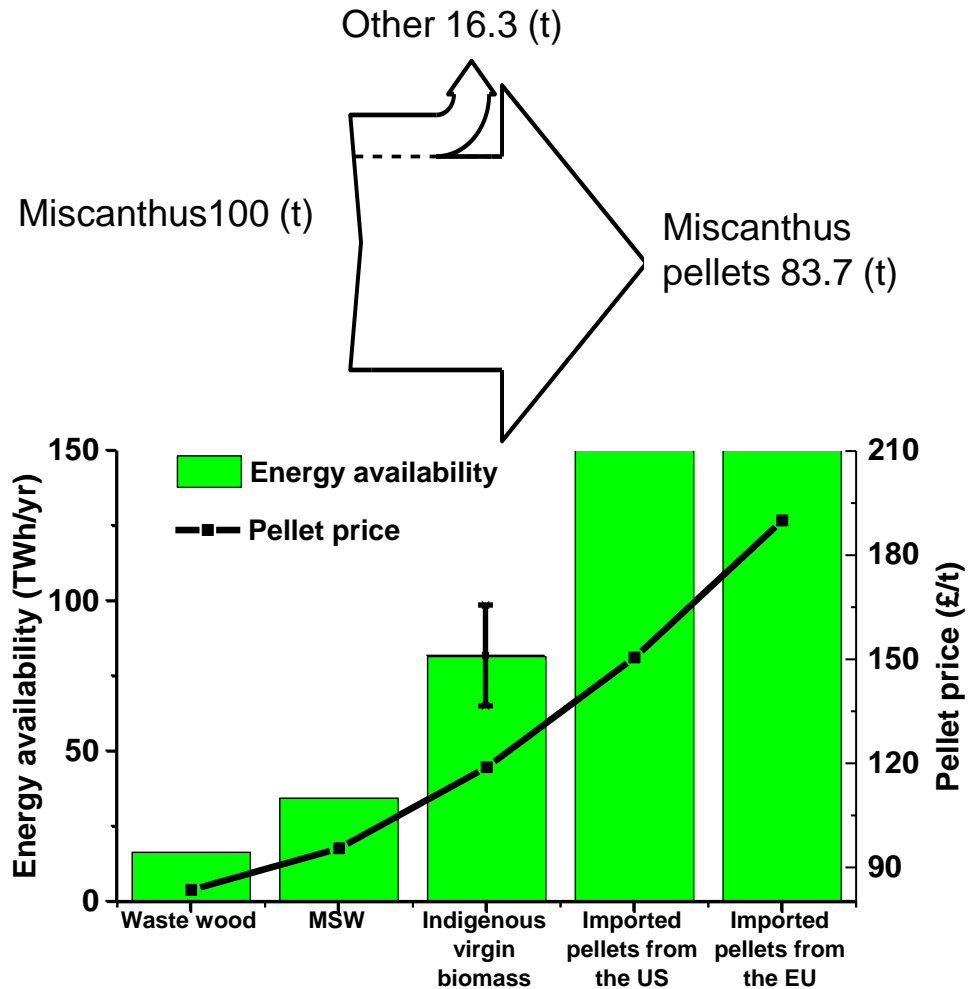 Other 16.3 (t)
Miscanthus100 (t)
Miscanthus
pellets 83.7 (t)
Energy availability (TWh/yr)
150
100
50
0
Energy availability
Pellet price
210
180
150
120
90
Pellet price (£/t)
Waste wood
MSW
Indigenous
virgin
biomass
Imported
pellets from
the US
Imported
pellets from
the EU